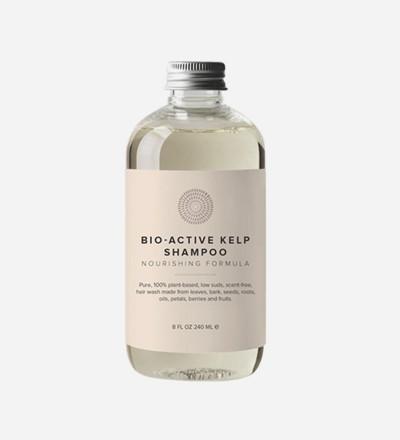 BIO-ACTIVE KELP
SHAMPOO
NOURISHING FORMULA
Pure, 100% plant-based, low suds, scent-free,
hair wash made from leaves, bark, seeds, roots,
oils, petals, berries and fruits.
8 FL OZ 240 ML ℮